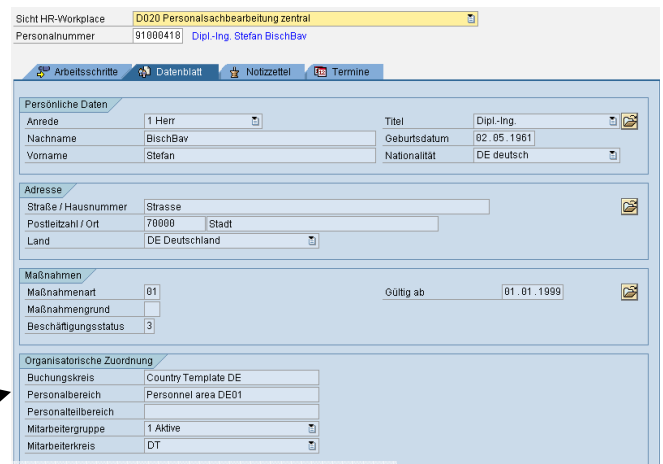 Sicht HR-Workplace D020 Personalsachbearbeitung zentral
Personalnummer 91000418 Dipl.-Ing. Stefan BischBav
Arbeitsschritte Datenblatt Notizzettel Termine
Persönliche Daten
Anrede 1 Herr Titel Dipl.-Ing.
Nachname BischBav Geburtsdatum 02.05.1961
Vorname Stefan Nationalität DE deutsch
Adresse
Straße / Hausnummer Strasse
Postleitzahl / Ort 70000 Stadt
Land DE Deutschland
Maßnahmen
Maßnahmenart 01 Gültig ab 01.01.1999
Maßnahmengrund
Beschäftigungsstatus 3
Organisatorische Zuordnung
Buchungskreis Country Template DE
Personalbereich Personnel area DE01
Personalteilbereich
Mitarbeitergruppe 1 Aktive
Mitarbeiterkreis DT